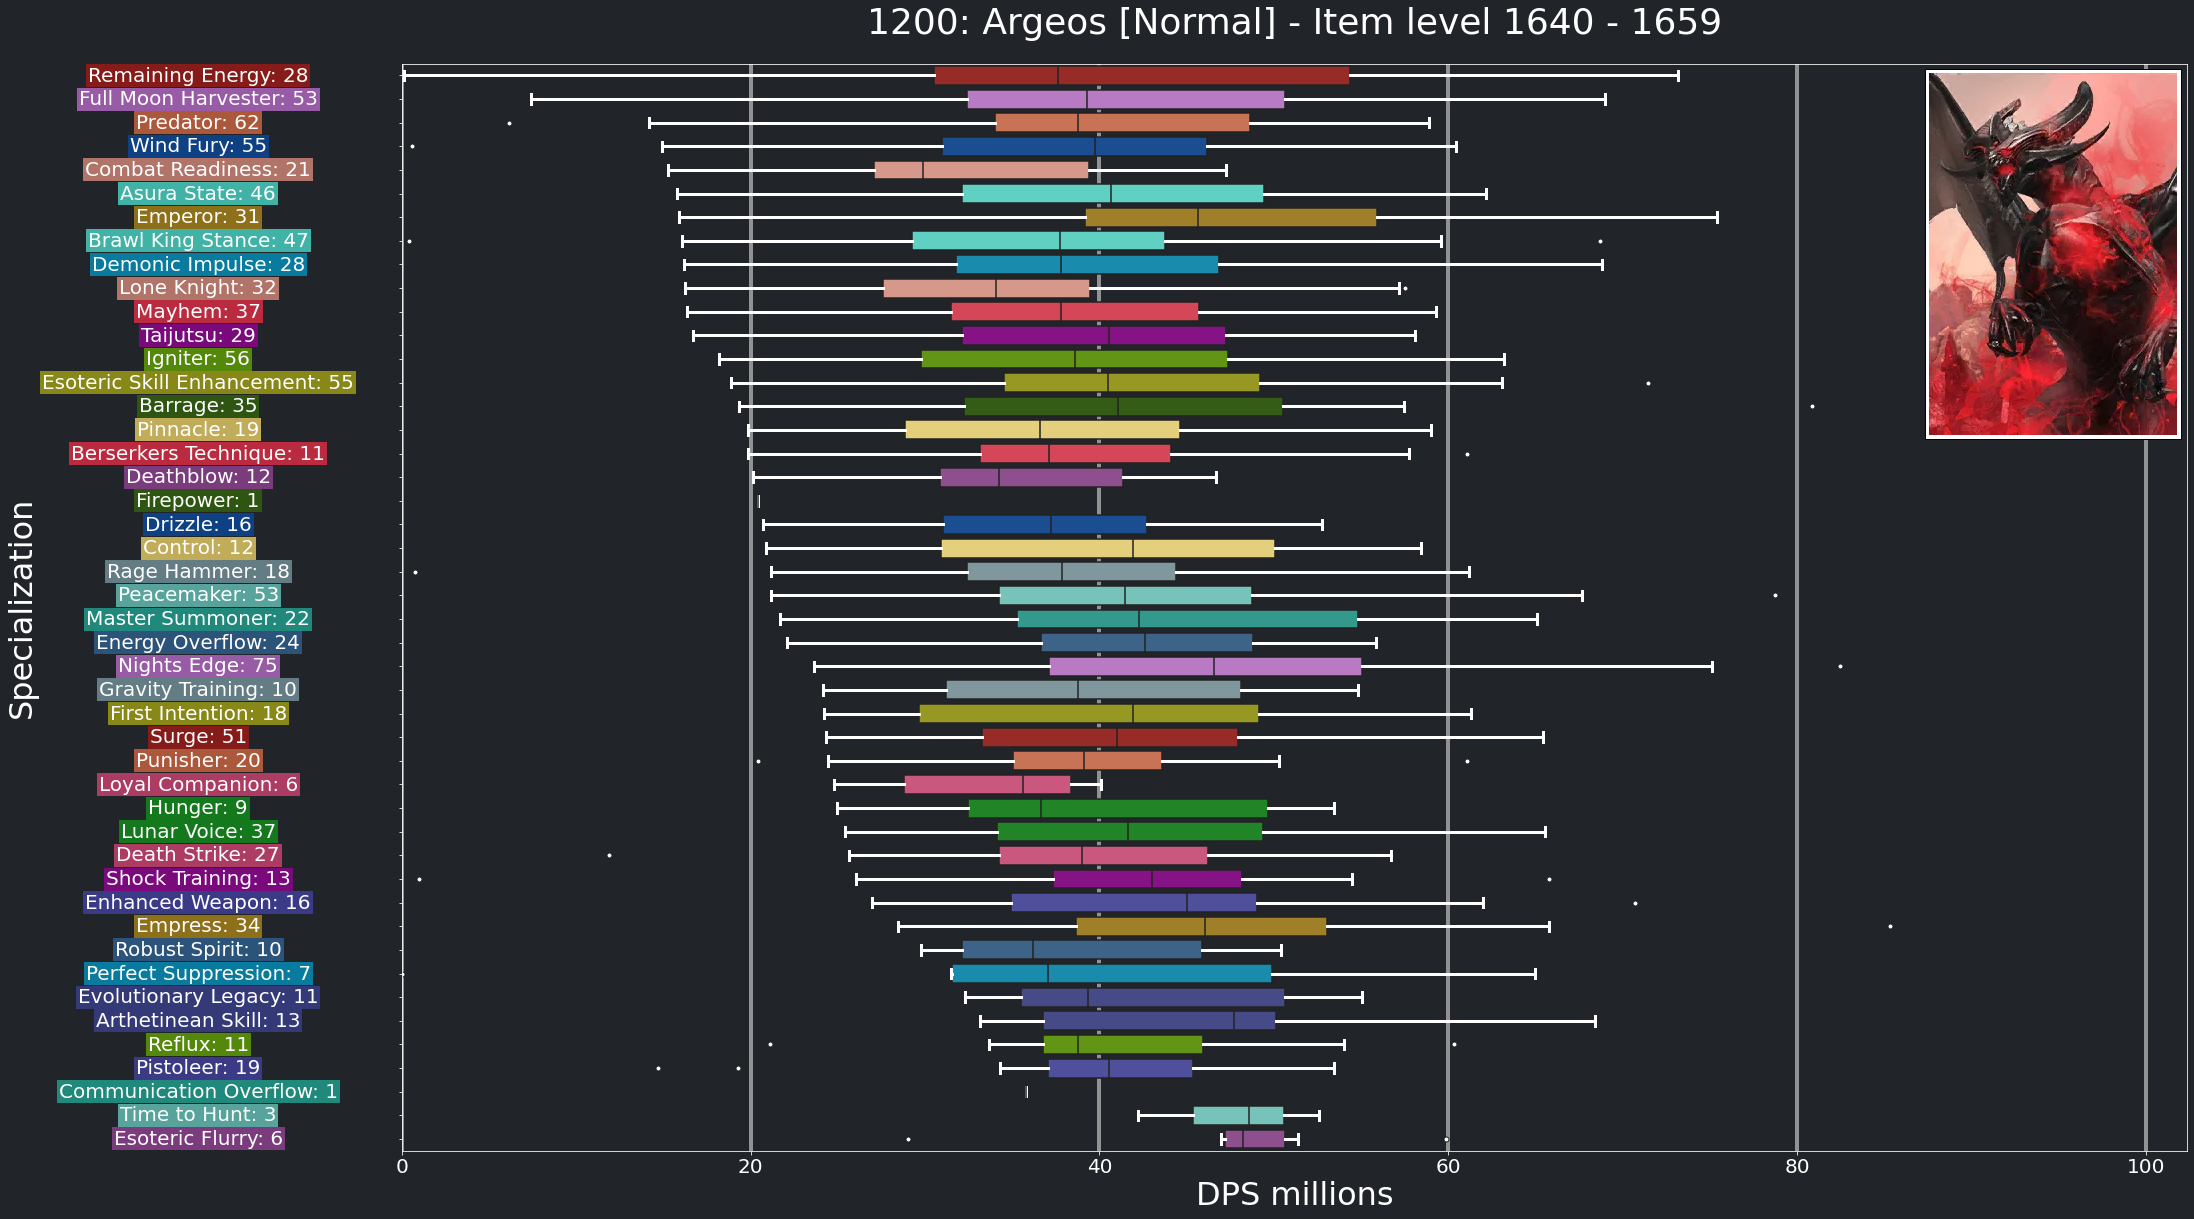 1200: Argeos [Normal] - Item level 1640 - 1659
Remaining Energy: 28
Full Moon Harvester: 53
Predator: 62
Wind Fury: 55
Combat Readiness: 21
Asura State: 46
Emperor: 31
Brawl King Stance: 47
Demonic Impulse: 28
Lone Knight: 32
Mayhem: 37
Taijutsu: 29
Igniter: 56
Esoteric Skill Enhancement: 55
Barrage: 35
Pinnacle: 19
Berserkers Technique: 11
Deathblow: 12
Firepower: 1
Drizzle: 16
Control: 12
Rage Hammer: 18
Peacemaker: 53
Master Summoner: 22
Energy Overflow: 24
Nights Edge: 75
Gravity Training: 10
First Intention: 18
Surge: 51
Punisher: 20
Loyal Companion: 6
Hunger: 9
Lunar Voice: 37
Death Strike: 27
Shock Training: 13
Enhanced Weapon: 16
Empress: 34
Robust Spirit: 10
Perfect Suppression: 7
Evolutionary Legacy: 11
Arthetinean Skill: 13
Reflux: 11
Pistoleer: 19
Communication Overflow: 1
Time to Hunt: 3
Esoteric Flurry: 6
Specialization
0 20 40 60 80 100
DPS millions